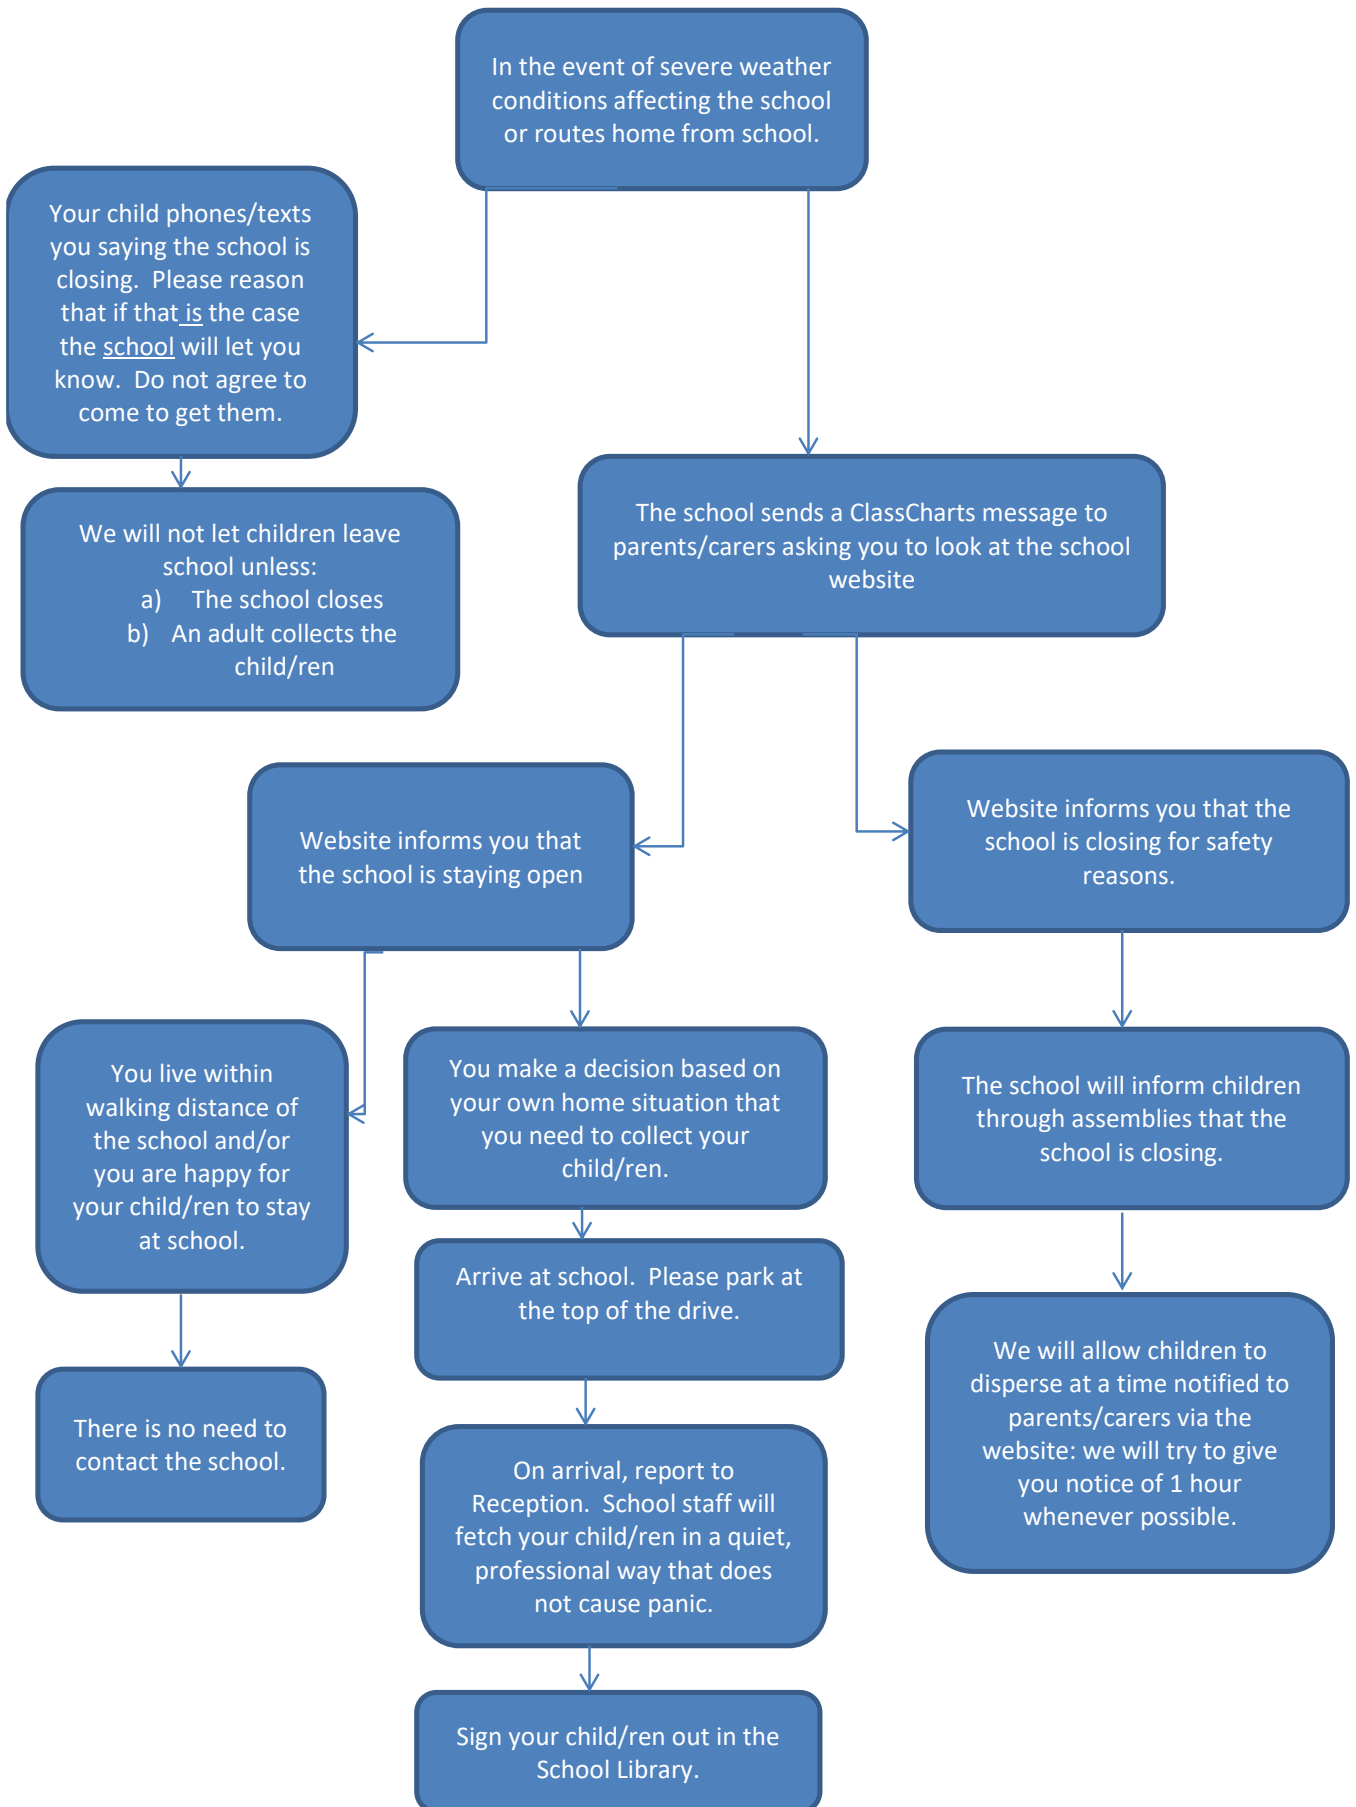 In the event of severe weather
conditions affecting the school
or routes home from school.
Your child phones/texts
you saying the school is
closing.  Please reason
that if that is the case
the school will let you
know.  Do not agree to
come to get them.
We will not let children leave
school unless:
a) The school closes
b) An adult collects the
child/ren
The school sends a ClassCharts message to
parents/carers asking you to look at the school
website
Website informs you that
the school is staying open
Website informs you that the
school is closing for safety
reasons.
You live within
walking distance of
the school and/or
you are happy for
your child/ren to stay
at school.
There is no need to
contact the school.
You make a decision based on
your own home situation that
you need to collect your
child/ren.
Arrive at school.  Please park at
the top of the drive.
On arrival, report to
Reception.  School staff will
fetch your child/ren in a quiet,
professional way that does
not cause panic.
Sign your child/ren out in the
School Library.
The school will inform children
through assemblies that the
school is closing.
We will allow children to
disperse at a time notified to
parents/carers via the
website: we will try to give
you notice of 1 hour
whenever possible.